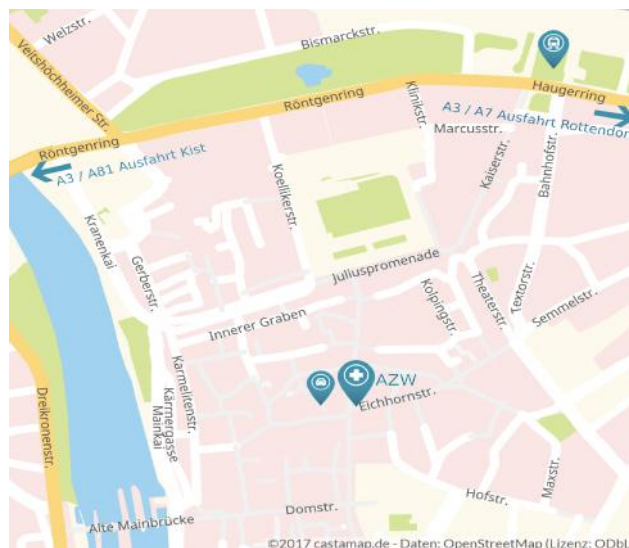 Welzstr.
Bismarckstr.
Veitshöchheimer Str.
Klinikstr.
Haugerring
Röntgenring
A3 / A7 Ausfahrt Rottendor
Marcusstr.
Röntgenring
A3 / A81 Ausfahrt Kist
Koellikerstr.
Kaiserstr.
Bahnhofstr.
Kranenkai
Gerberstr.
Juliuspromenade
Koipingstr.
Theaterstr.
Textorstr.
Semmelstr.
Innerer Graben
Karmelitenstr.
Kärrnergasse
Mainkai
Dreikronenstr.
AZW
Eichhornstr.
Maxstr.
Hofstr.
Domstr.
Alte Mainbrücke
©2017 castamap.de - Daten: OpenStreetMap (Lizenz: ODbL